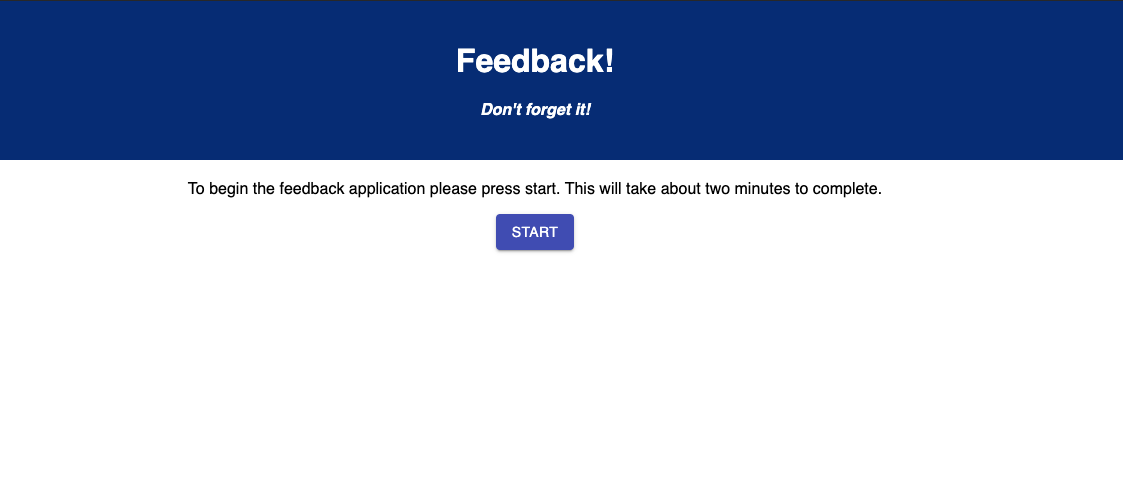 Feedback!
Don't forget it!
To begin the feedback application please press start. This will take about two minutes to complete.
START